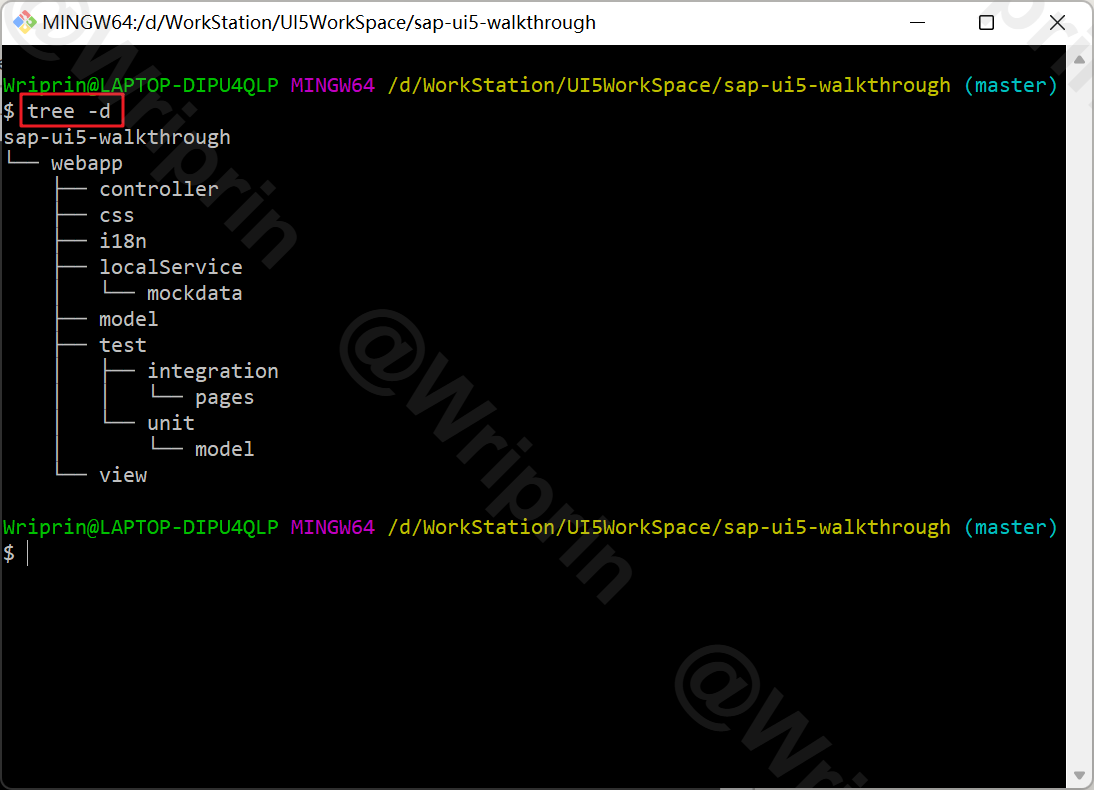 MINGW64:/d/WorkStation/UI5WorkSpace/sap-ui5-walkthrough
Wriprin@LAPTOP-DIPU4QLP MINGW64 /d/WorkStation/UI5WorkSpace/sap-ui5-walkthrough (master)
$ tree -d
sap-ui5-walkthrough
└── webapp
    ├── controller
    ├── css
    ├── i18n
    ├── localService
    │   └── mockdata
    ├── model
    ├── test
    │   ├── integration
    │   │   └── pages
    │   └── unit
    │       └── model
    └── view
Wriprin@LAPTOP-DIPU4QLP MINGW64 /d/WorkStation/UI5WorkSpace/sap-ui5-walkthrough (master)
$
@Wriprin
@Wriprin
@Wriprin